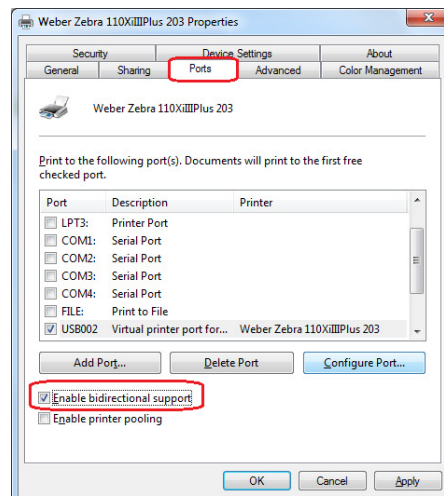 Weber Zebra 110XiIIIPlus 203 Properties
Security Device Settings About
General Sharing Ports Advanced Color Management
Weber Zebra 110XiIIIPlus 203
Print to the following port(s). Documents will print to the first free
checked port.
Port Description Printer
LPT3: Printer Port
COM1: Serial Port
COM2: Serial Port
COM3: Serial Port
COM4: Serial Port
FILE: Print to File
USB002 Virtual printer port for... Weber Zebra 110XiIIIPlus 203
Add Port... Delete Port Configure Port...
Enable bidirectional support
Enable printer pooling
OK Cancel Apply